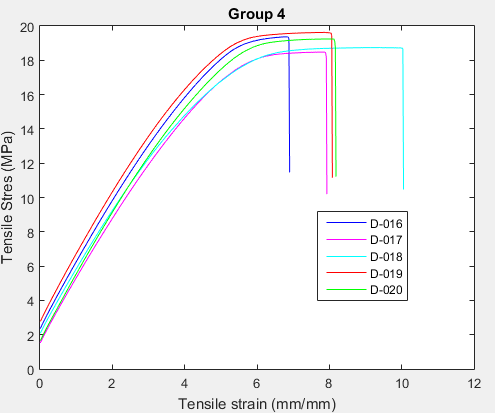 Group 4
Tensile Stres (MPa)
20
18
16
14
12
10
8
6
4
2
0
D-016
D-017
D-018
D-019
D-020
0 2 4 6 8 10 12
Tensile strain (mm/mm)